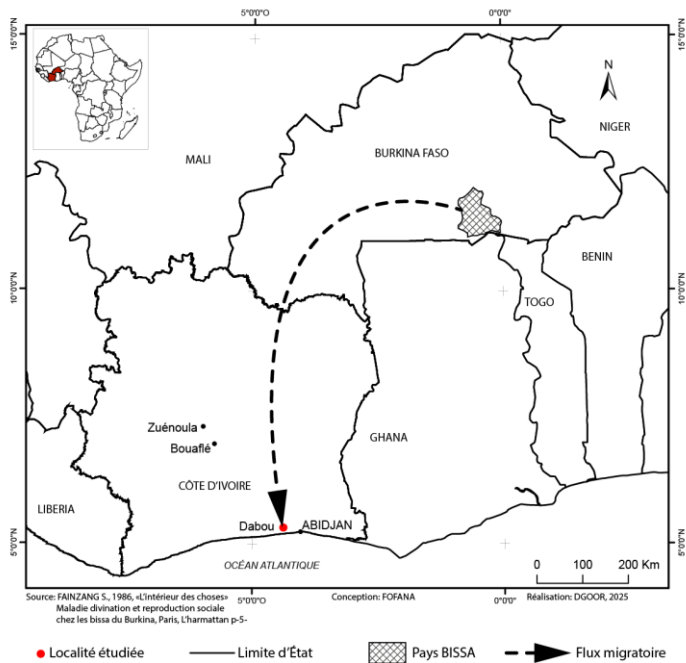 5°0'0"O
0°0'0"
15°0'0"N
15°0'0"N
N
NIGER
MALI
BURKINA FASO
BENIN
10°0'0"N
10°0'0"N
TOGO
Zuénoula
Bouaflé
GHANA
CÔTE D'IVOIRE
LIBERIA
Dabou
ABIDJAN
5°0'0"N
5°0'0"N
OCÉAN ATLANTIQUE
0 100 200 Km
5°0'0"O
0°0'0"
Source: FAINZANG S., 1986, «L'intérieur des choses» Conception: FOFANA Réalisation: DGOOR, 2025
Maladie divination et reproduction sociale
chez les bissa du Burkina, Paris, L'harmattan p-5-
Localité étudiée Limite d'État Pays BISSA Flux migratoire